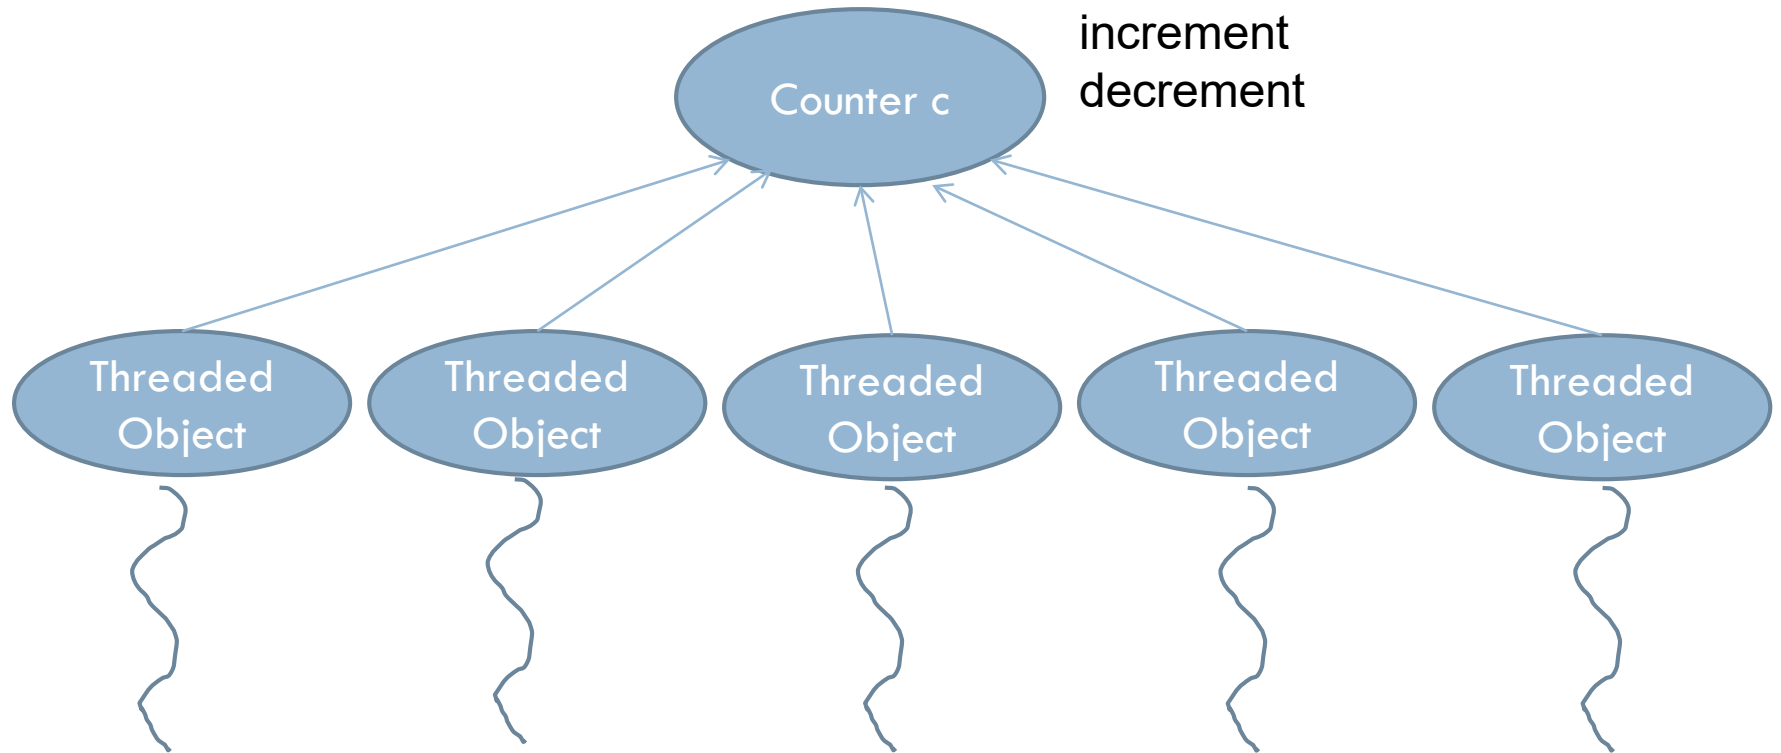 increment
decrement
Counter c
Threaded
Object
Threaded
Object
Threaded
Object
Threaded
Object
Threaded
Object